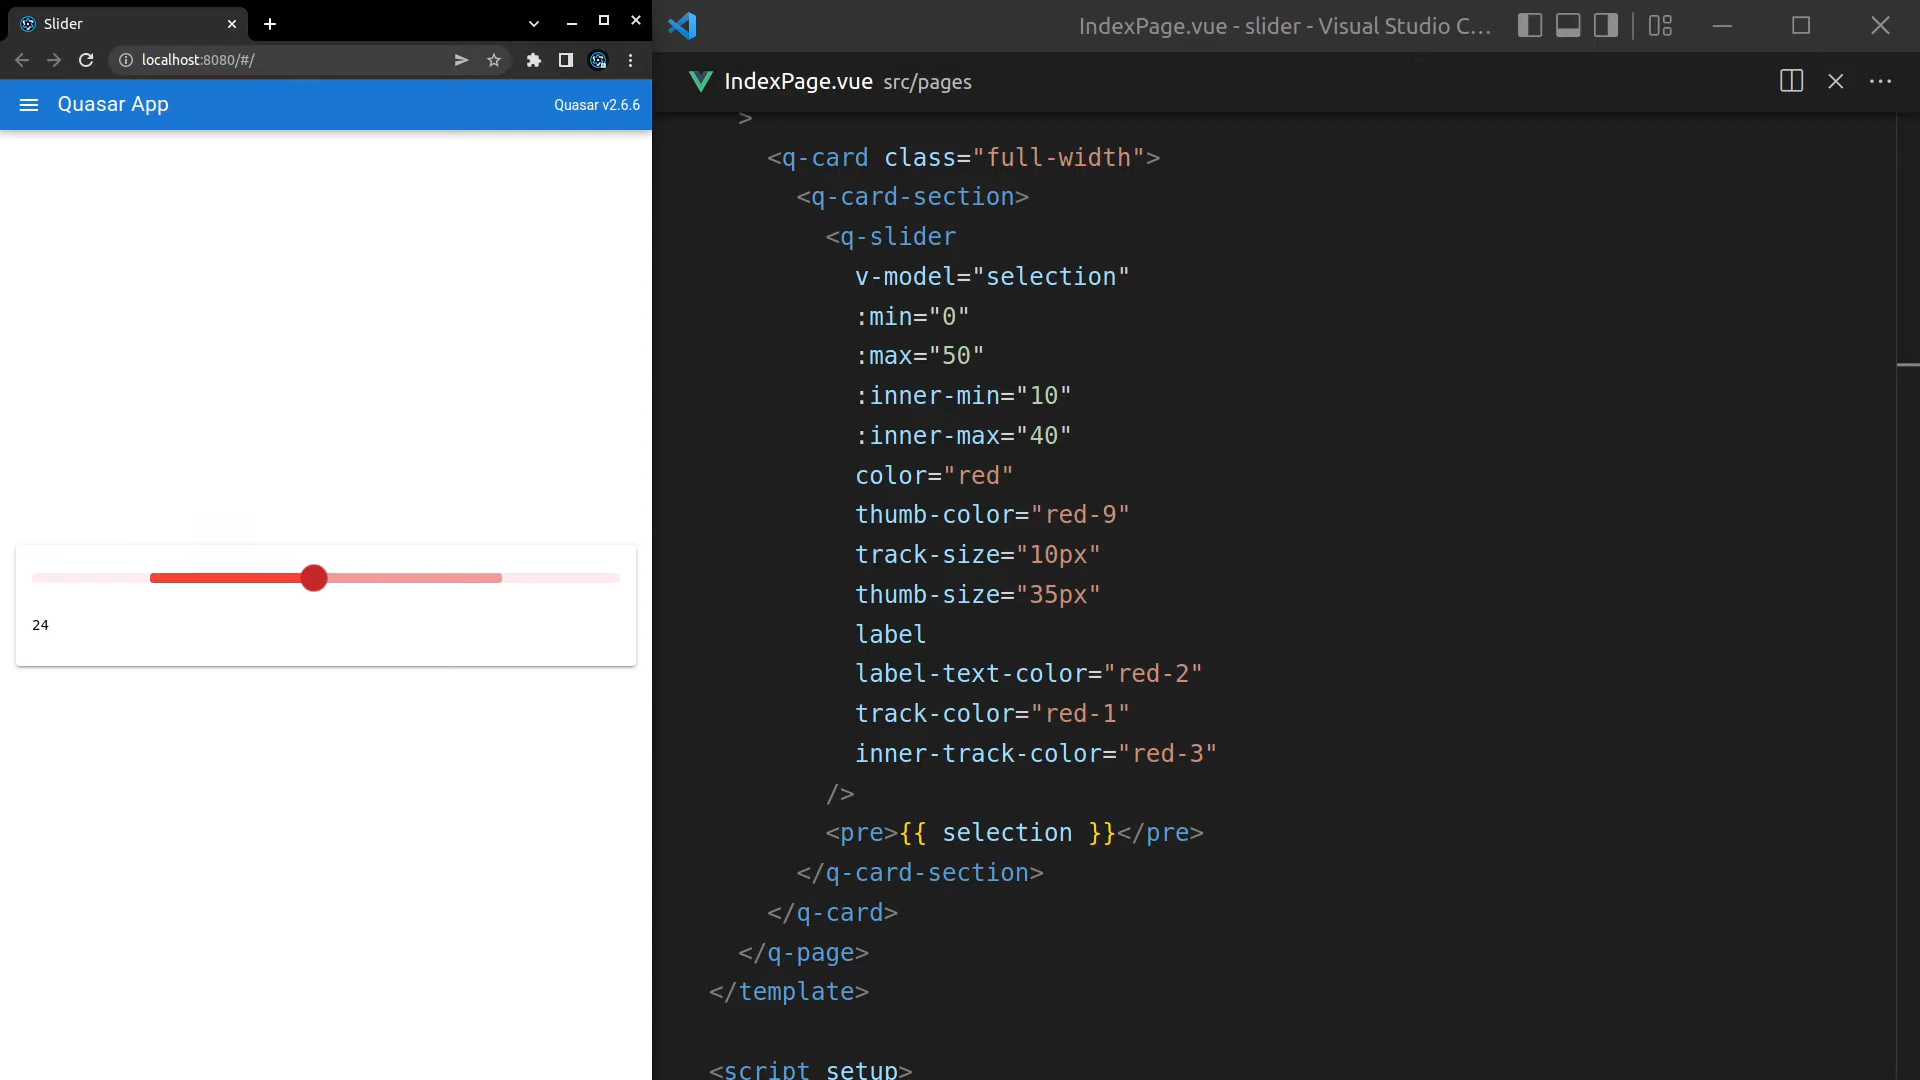 Slider
localhost:8080/#/
Quasar App
Quasar v2.6.6
24
IndexPage.vue - slider - Visual Studio C...
IndexPage.vue src/pages
>
<q-card class="full-width">
<q-card-section>
<q-slider
v-model="selection"
:min="0"
:max="50"
:inner-min="10"
:inner-max="40"
color="red"
thumb-color="red-9"
track-size="10px"
thumb-size="35px"
label
label-text-color="red-2"
track-color="red-1"
inner-track-color="red-3"
/>
<pre>{{ selection }}</pre>
</q-card-section>
</q-card>
</q-page>
</template>
<script setup>